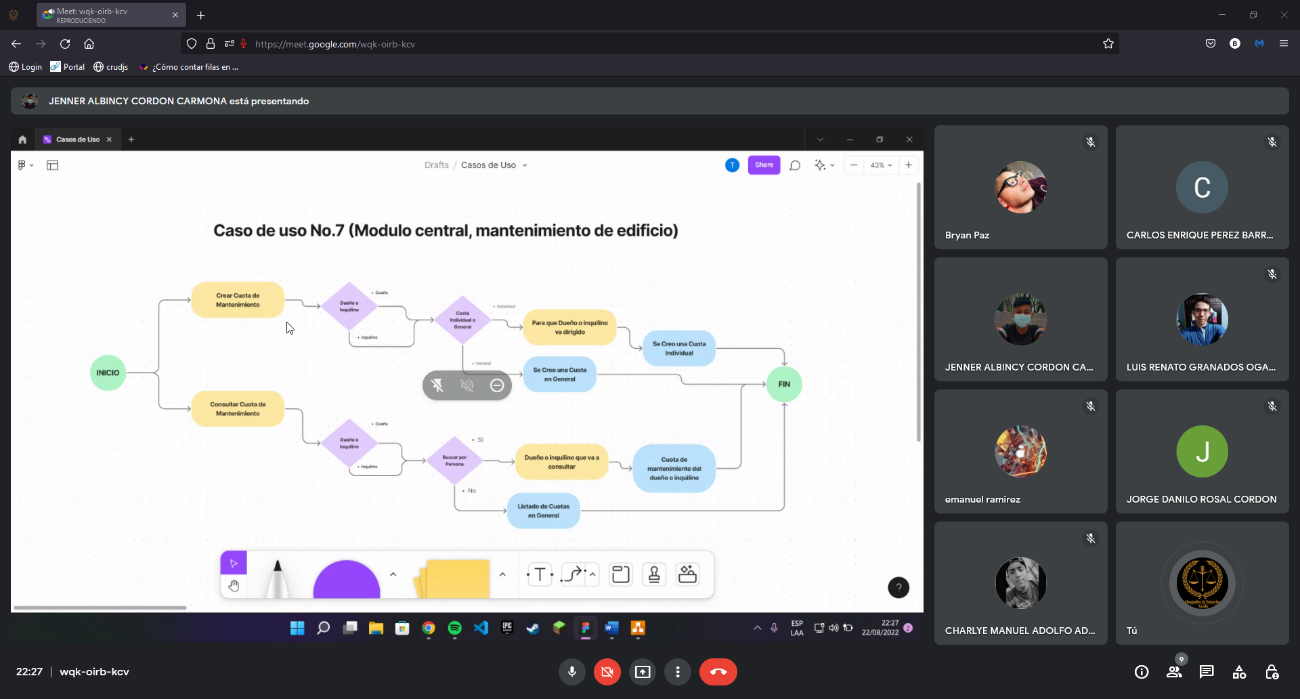 Meet: wqk-oirb-kcv
REPRODUCIENDO
https://meet.google.com/wqk-oirb-kcv
B
Login
Portal
crudjs
¿Cómo contar filas en ...
JENNER ALBINCY CORDON CARMONA está presentando
Casos de Uso
Drafts / Casos de Uso
T
Share
43%
Caso de uso No.7 (Modulo central, mantenimiento de edificio)
INICIO
Crear Cuota de
Mantenimiento
Dueño o
Inquilino
• Dueño
• Inquilino
Cuota
Individual o
General
• Individual
• General
Para que Dueño o inquilino
va dirigido
Se Creo una Cuota
Individual
Se Creo una Cuota
en General
FIN
Consultar Cuota de
Mantenimiento
Dueño o
Inquilino
• Dueño
• Inquilino
Buscar por
Persona
• Si
• No
Dueño o inquilino que va a
consultar
Cuota de
mantenimiento del
dueño o inquilino
Listado de Cuotas
en General
T
?
EPIC
ESP
LAA
22:27
22/08/2022
Bryan Paz
C
CARLOS ENRIQUE PEREZ BARR...
JENNER ALBINCY CORDON CA...
LUIS RENATO GRANADOS OGA...
emanuel ramirez
J
JORGE DANILO ROSAL CORDON
CHARLYE MANUEL ADOLFO AD...
Tú
22:27 | wqk-oirb-kcv
9